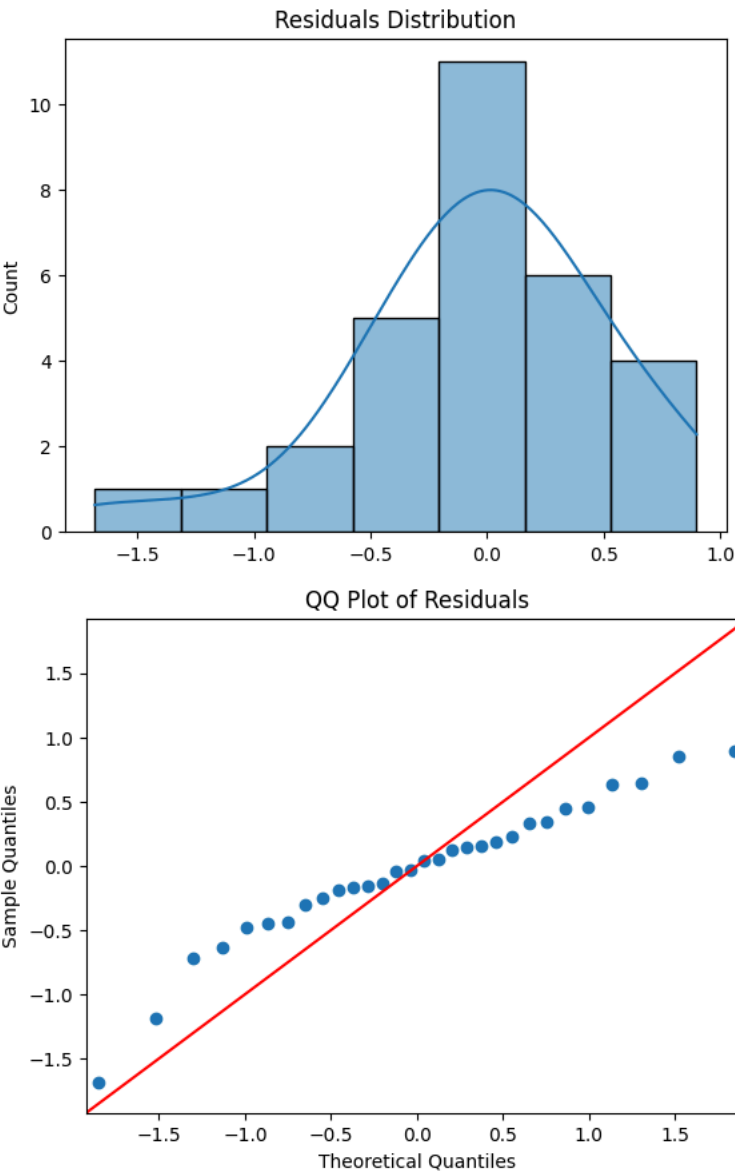 Residuals Distribution
10
8
6
4
2
0
Count
−1.5 −1.0 −0.5 0.0 0.5 1.0
QQ Plot of Residuals
1.5
1.0
0.5
0.0
−0.5
−1.0
−1.5
Sample Quantiles
−1.5 −1.0 −0.5 0.0 0.5 1.0 1.5
Theoretical Quantiles